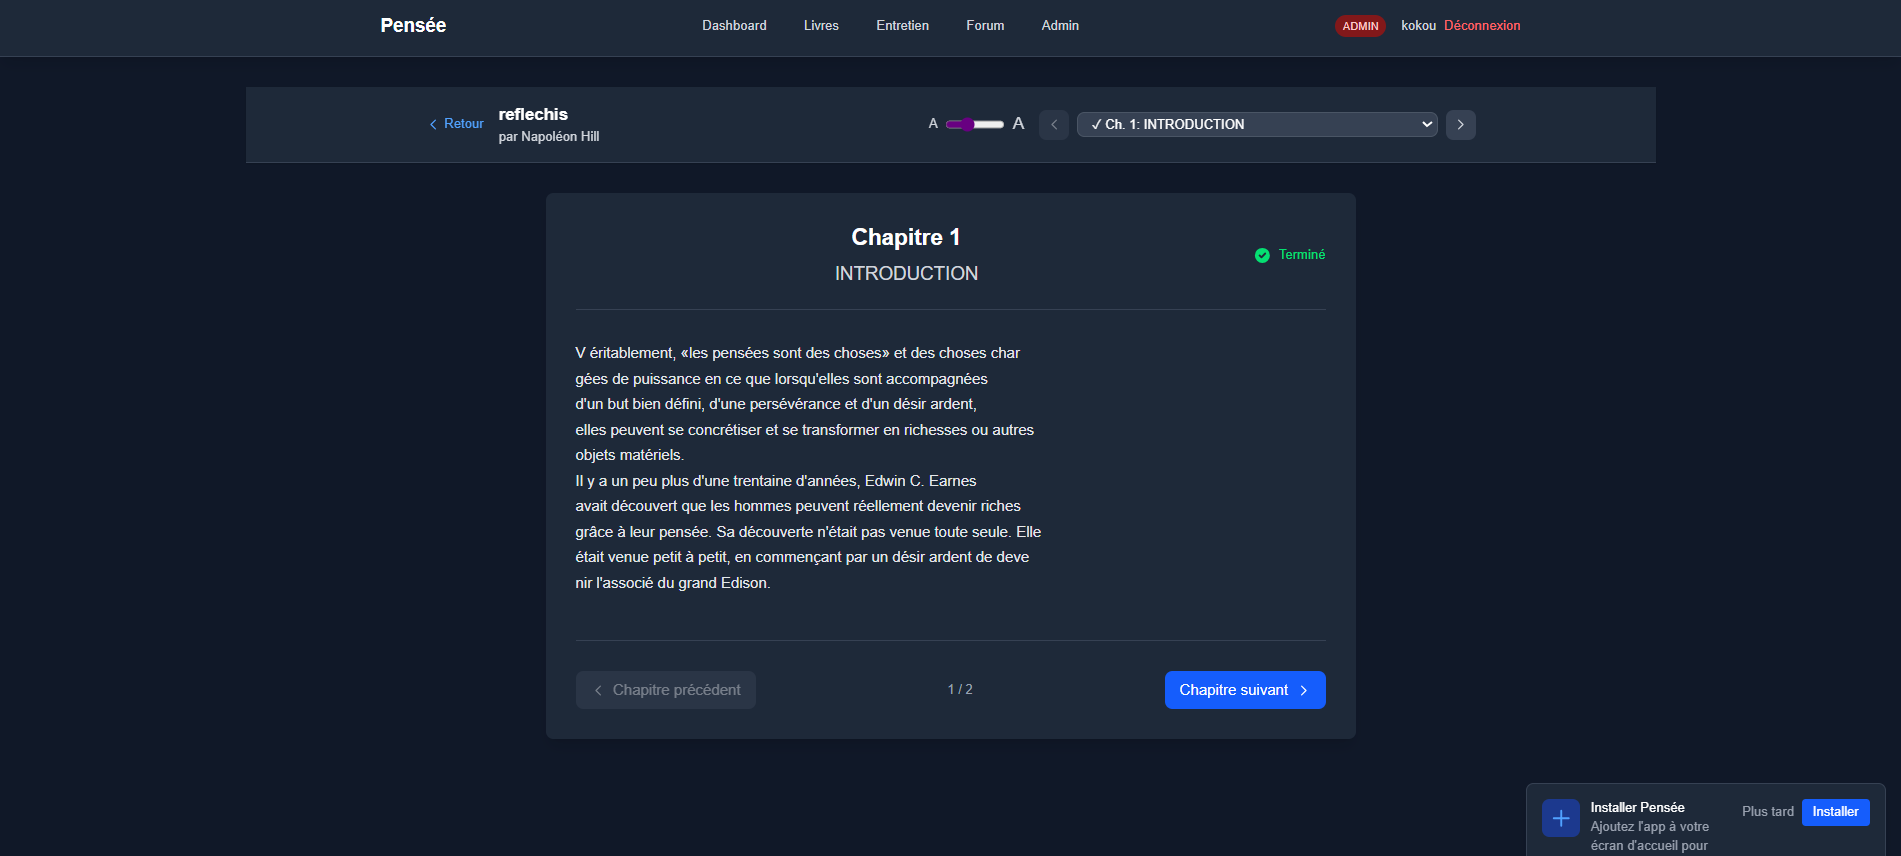 Pensée
Dashboard Livres Entretien Forum Admin
ADMIN kokou Déconnexion
Retour
reflechis
par Napoléon Hill
A A
✓ Ch. 1: INTRODUCTION
Chapitre 1
INTRODUCTION
Terminé
V éritablement, «les pensées sont des choses» et des choses char
gées de puissance en ce que lorsqu'elles sont accompagnées
d'un but bien défini, d'une persévérance et d'un désir ardent,
elles peuvent se concrétiser et se transformer en richesses ou autres
objets matériels.
Il y a un peu plus d'une trentaine d'années, Edwin C. Earnes
avait découvert que les hommes peuvent réellement devenir riches
grâce à leur pensée. Sa découverte n'était pas venue toute seule. Elle
était venue petit à petit, en commençant par un désir ardent de deve
nir l'associé du grand Edison.
Chapitre précédent
1 / 2
Chapitre suivant
Installer Pensée
Ajoutez l'app à votre
écran d'accueil pour
Plus tard
Installer